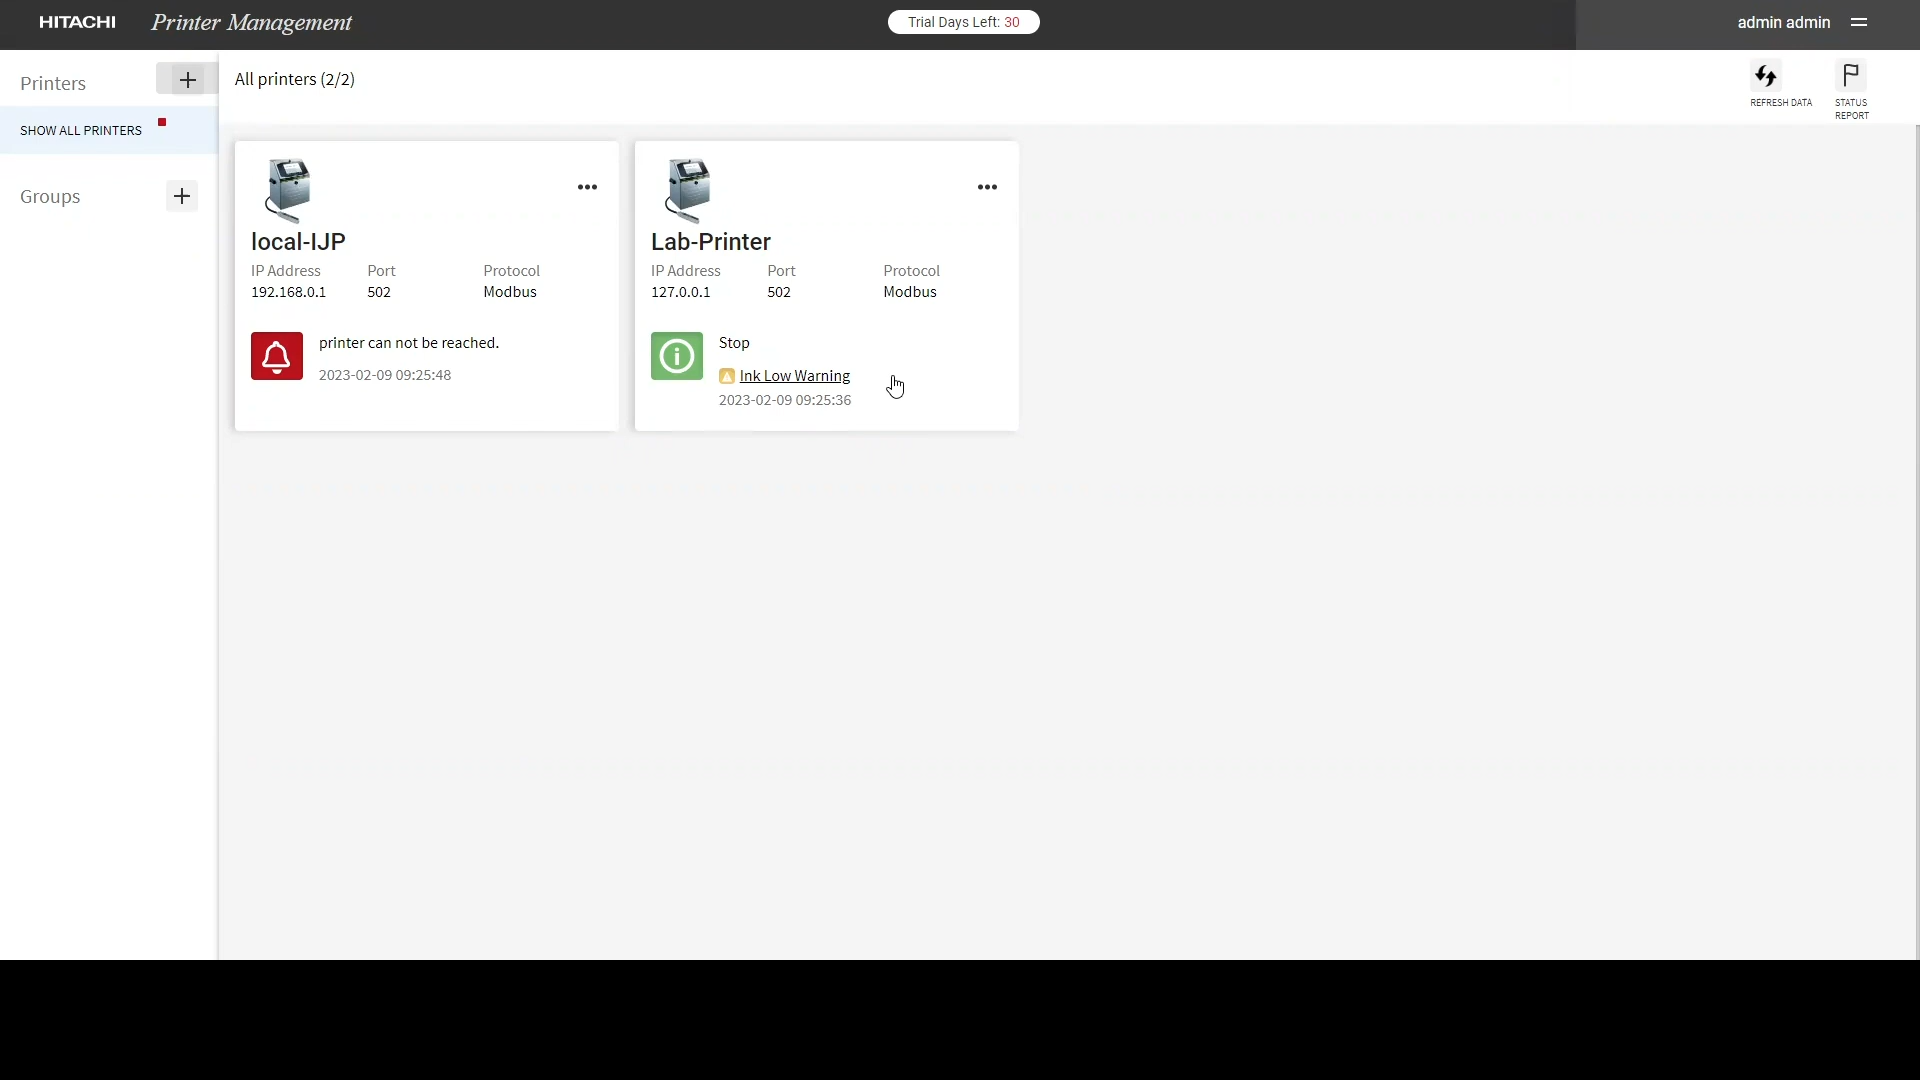 HITACHI
Printer Management
Trial Days Left: 30
admin admin
Printers
All printers (2/2)
REFRESH DATA
STATUS
REPORT
SHOW ALL PRINTERS
Groups
local-IJP
IP Address Port Protocol
192.168.0.1 502 Modbus
printer can not be reached.
2023-02-09 09:25:48
Lab-Printer
IP Address Port Protocol
127.0.0.1 502 Modbus
Stop
Ink Low Warning
2023-02-09 09:25:36